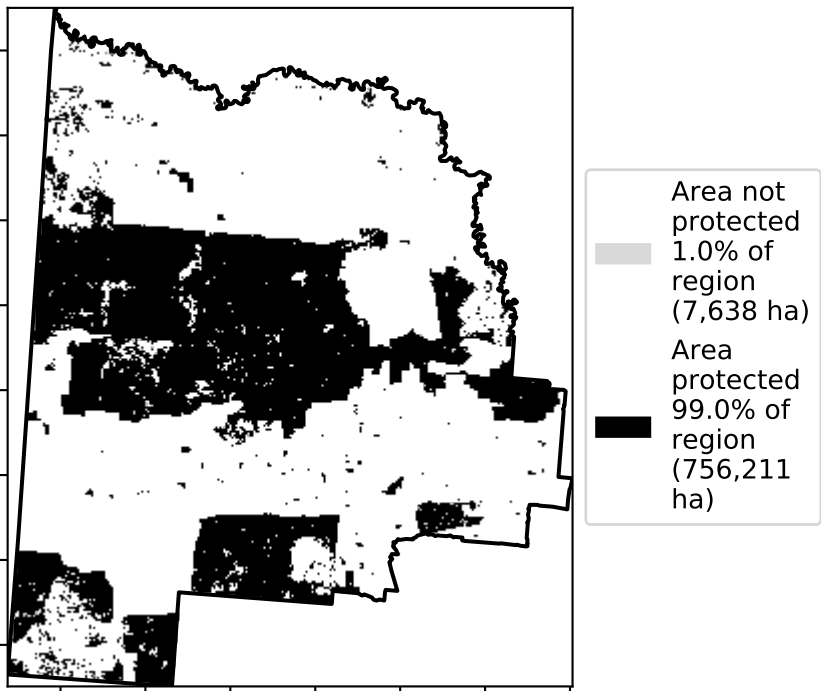 Area not
protected
1.0% of
region
(7,638 ha)
Area
protected
99.0% of
region
(756,211
ha)